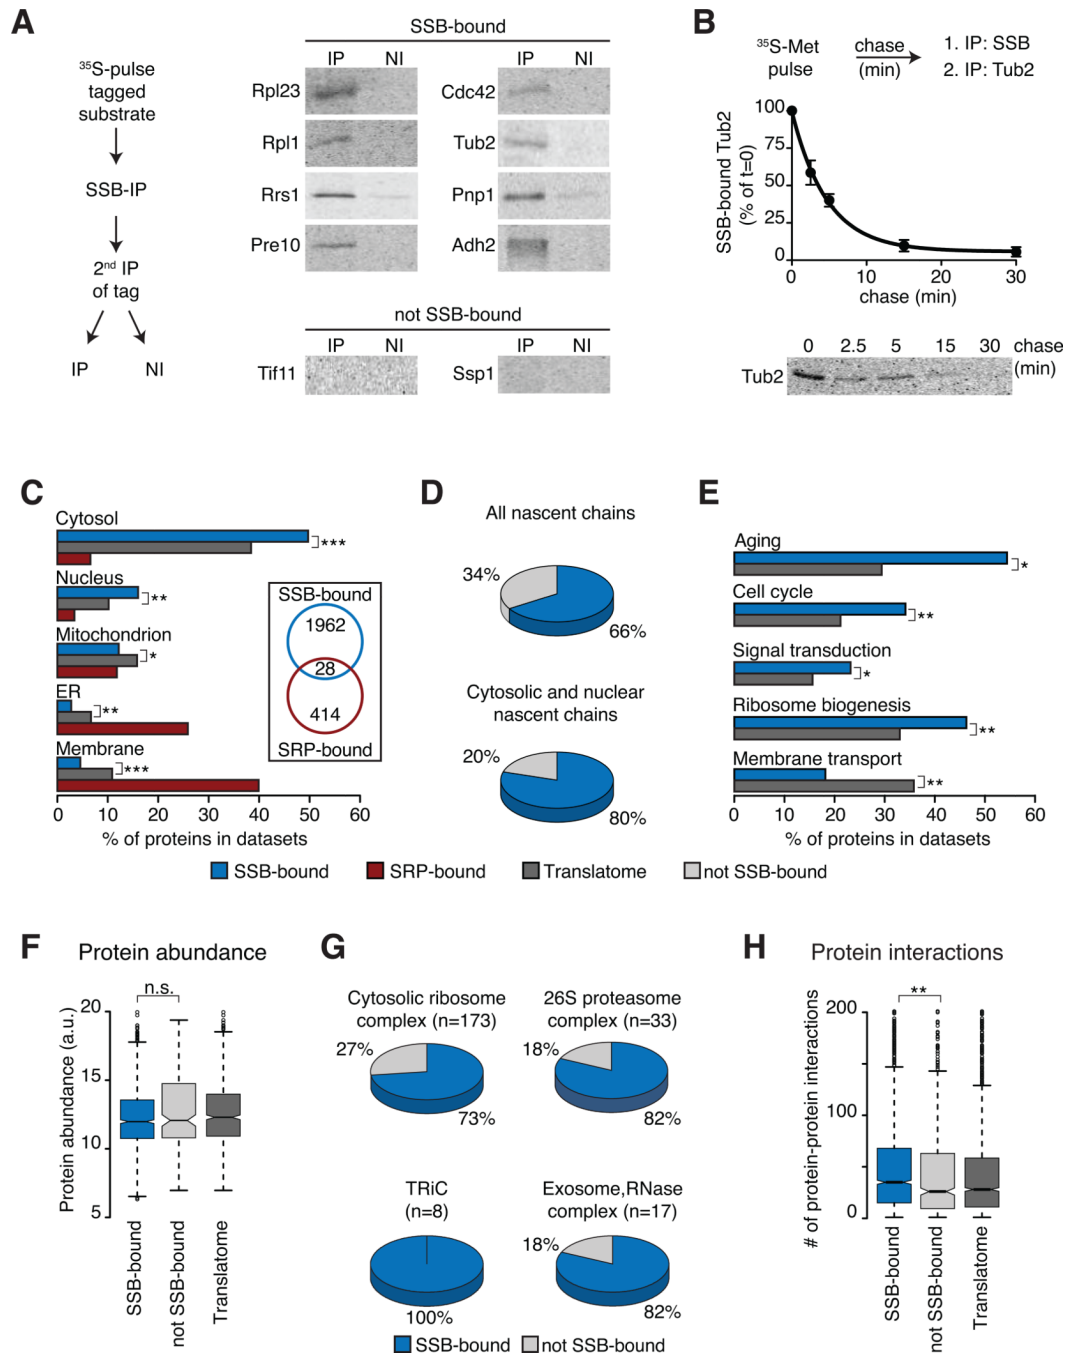 A
³⁵S-pulse
tagged
substrate
SSB-IP
2nd IP
of tag
IP NI
SSB-bound
IP NI IP NI
Rpl23 Cdc42
Rpl1 Tub2
Rrs1 Pnp1
Pre10 Adh2
not SSB-bound
IP NI IP NI
Tif11 Ssp1
B
³⁵S-Met
pulse
chase
(min)
1. IP: SSB
2. IP: Tub2
SSB-bound Tub2
(% of t=0)
100
75
50
25
0
0 10 20 30
chase (min)
0 2.5 5 15 30 chase
(min)
Tub2
C
Cytosol
***
Nucleus
**
Mitochondrion
*
ER
**
Membrane
***
0 10 20 30 40 50 60
% of proteins in datasets
SSB-bound
1962
28
414
SRP-bound
D
All nascent chains
34%
66%
Cytosolic and nuclear
nascent chains
20%
80%
E
Aging
*
Cell cycle
**
Signal transduction
*
Ribosome biogenesis
**
Membrane transport
**
0 10 20 30 40 50 60
% of proteins in datasets
SSB-bound SRP-bound Translatome not SSB-bound
F
Protein abundance
n.s.
Protein abundance (a.u.)
20
15
10
5
SSB-bound
not SSB-bound
Translatome
G
Cytosolic ribosome
complex (n=173)
27%
73%
26S proteasome
complex (n=33)
18%
82%
TRiC
(n=8)
100%
Exosome,RNase
complex (n=17)
18%
82%
SSB-bound not SSB-bound
H
Protein interactions
**
# of protein-protein interactions
200
100
0
SSB-bound
not SSB-bound
Translatome